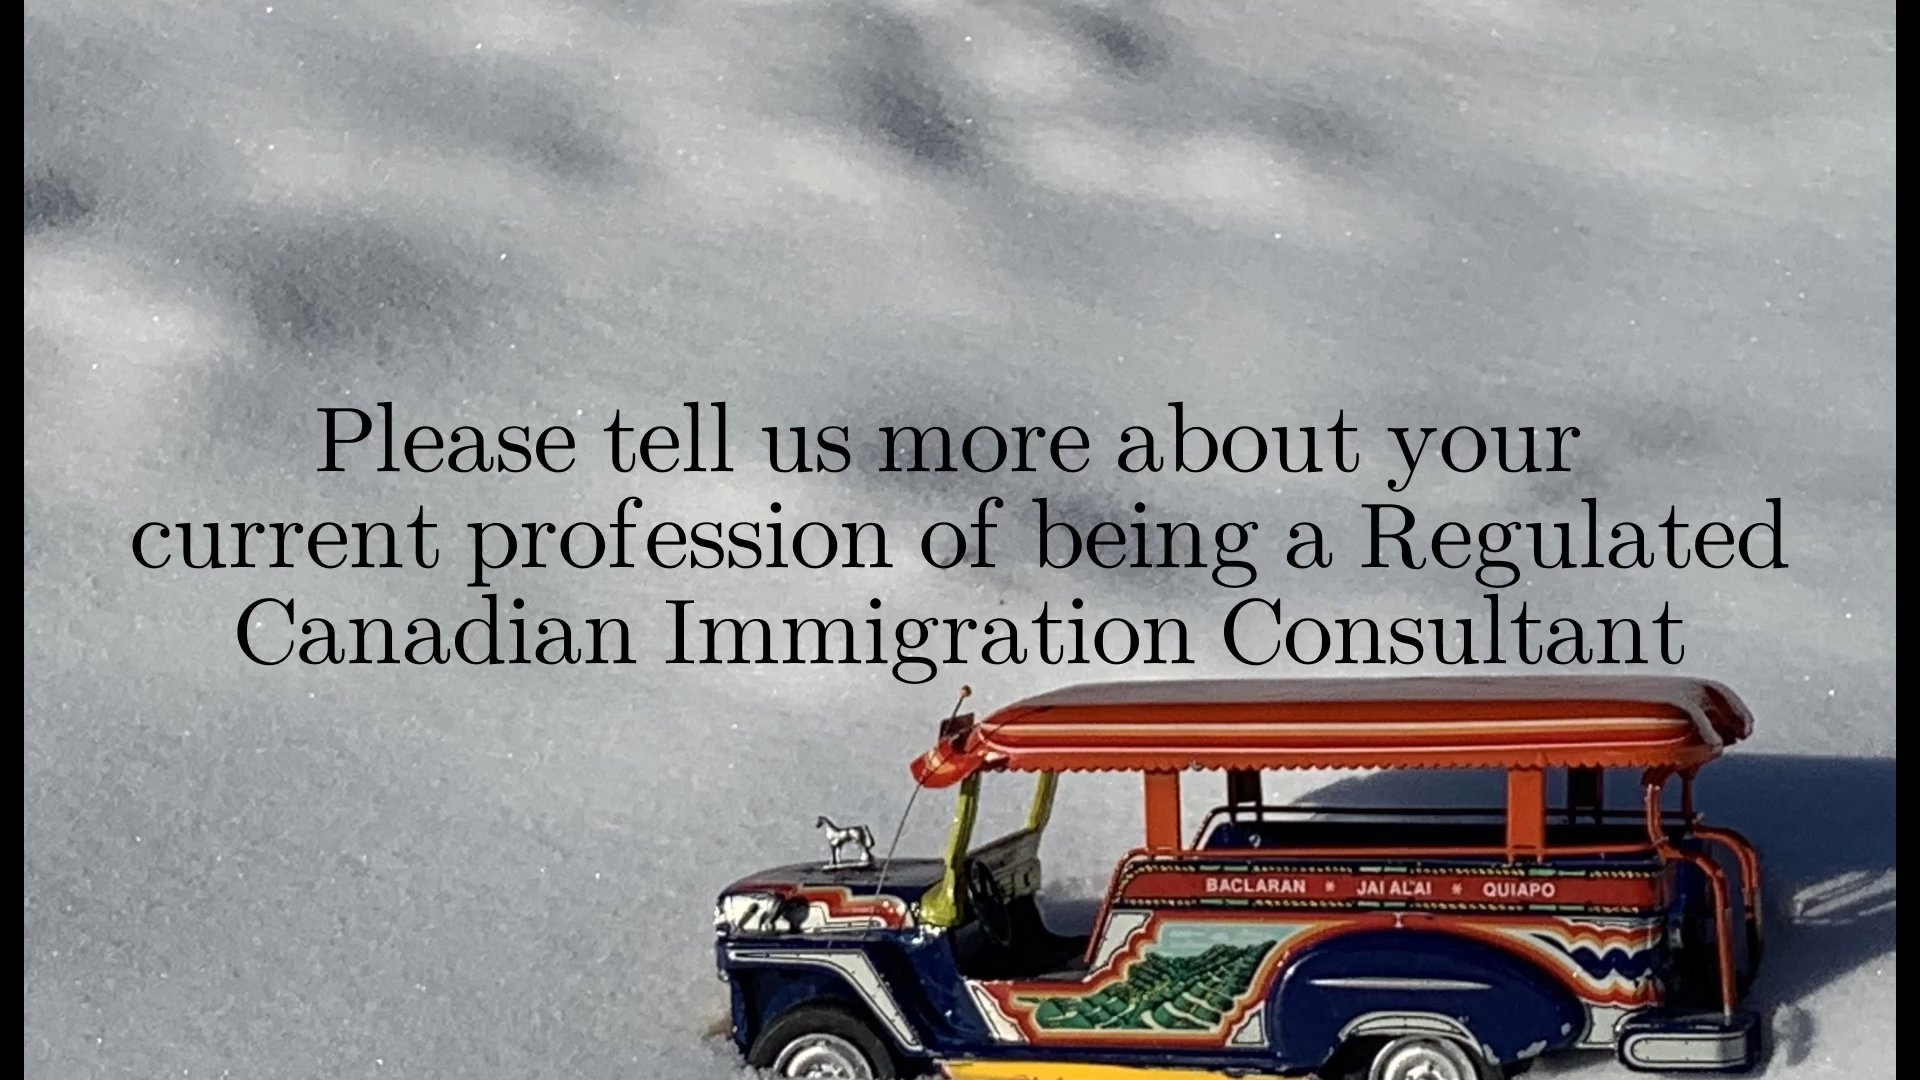 Please tell us more about your
current profession of being a Regulated
Canadian Immigration Consultant
BACLARAN * JAI ALAI * QUIAPO